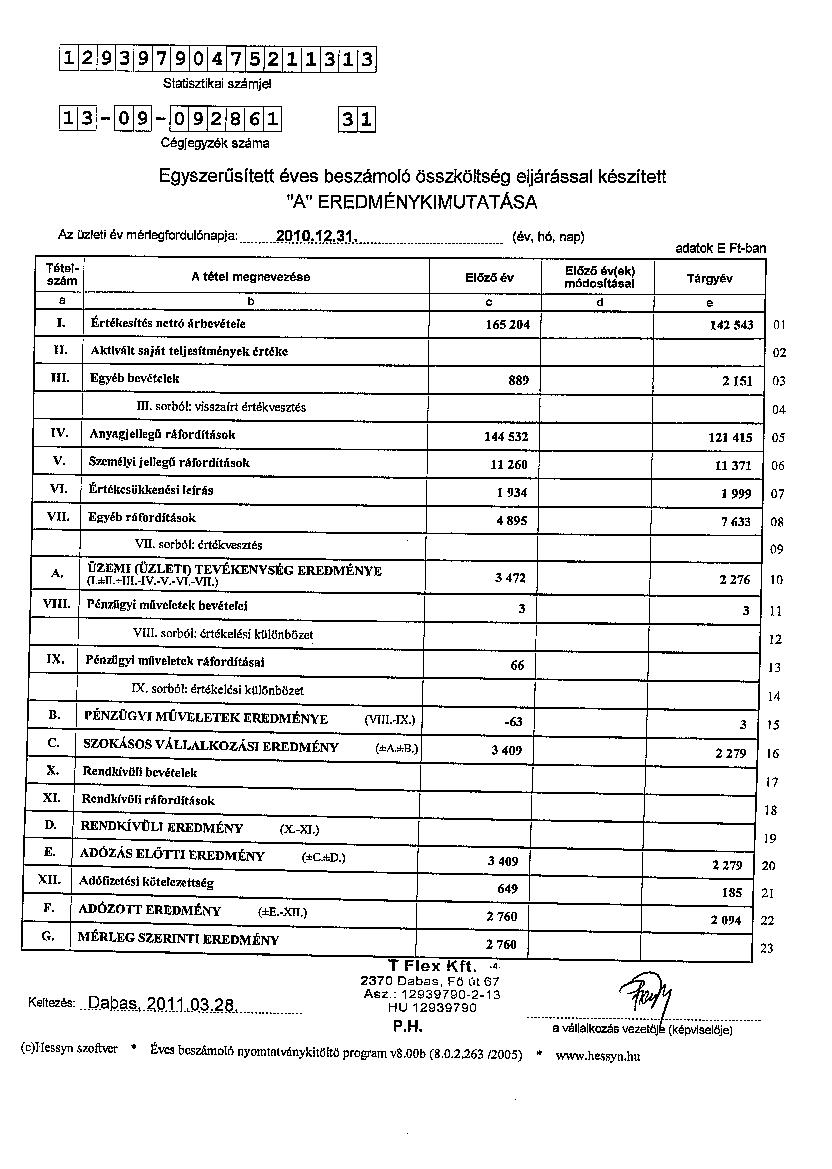 12939790475211313
Statisztikai számjel
13-09-092861 31
Cégjegyzék száma
Egyszerűsített éves beszámoló összköltség eljárással készített
"A" EREDMÉNYKIMUTATÁSA
Az üzleti év mérlegfordulónapja: 2010.12.31. (év, hó, nap)
adatok E Ft-ban
Tétel-szám A tétel megnevezése Előző év Előző év(ek) módosításai Tárgyév
a b c d e
I. Értékesítés nettó árbevétele 165 204 142 543 01
II. Aktivált saját teljesítmények értéke 02
III. Egyéb bevételek 889 2 151 03
III. sorból: visszaírt értékvesztés 04
IV. Anyagjellegű ráfordítások 144 532 121 415 05
V. Személyi jellegű ráfordítások 11 260 11 371 06
VI. Értékcsökkenési leírás 1 934 1 999 07
VII. Egyéb ráfordítások 4 895 7 633 08
VII. sorból: értékvesztés 09
A. ÜZEMI (ÜZLETI) TEVÉKENYSÉG EREDMÉNYE
(I.±II.+III.-IV.-V.-VI.-VII.) 3 472 2 276 10
VIII. Pénzügyi műveletek bevételei 3 3 11
VIII. sorból: értékelési különbözet 12
IX. Pénzügyi műveletek ráfordításai 66 13
IX. sorból: értékelési különbözet 14
B. PÉNZÜGYI MŰVELETEK EREDMÉNYE (VIII.-IX.) -63 3 15
C. SZOKÁSOS VÁLLALKOZÁSI EREDMÉNY (±A.±B.) 3 409 2 279 16
X. Rendkívüli bevételek 17
XI. Rendkívüli ráfordítások 18
D. RENDKÍVÜLI EREDMÉNY (X.-XI.) 19
E. ADÓZÁS ELŐTTI EREDMÉNY (±C.±D.) 3 409 2 279 20
XII. Adófizetési kötelezettség 649 185 21
F. ADÓZOTT EREDMÉNY (±E.-XII.) 2 760 2 094 22
G. MÉRLEG SZERINTI EREDMÉNY 2 760 23
T Flex Kft. -4-
2370 Dabas, Fő út 67
Asz.: 12939790-2-13
HU 12939790
Keltezés: Dabas, 2011.03.28.
P.H.
a vállalkozás vezetője (képviselője)
(c)Hessyn szoftver * Éves beszámoló nyomtatványkitöltő program v8.00b (8.0.2.263 /2005) * www.hessyn.hu